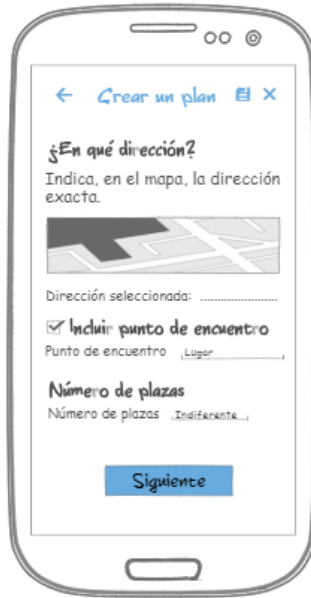 Crear un plan
¿En qué dirección?
Indica, en el mapa, la dirección
exacta.
Dirección seleccionada: ........................
Incluir punto de encuentro
Punto de encuentro Lugar
Número de plazas
Número de plazas Indiferente
Siguiente